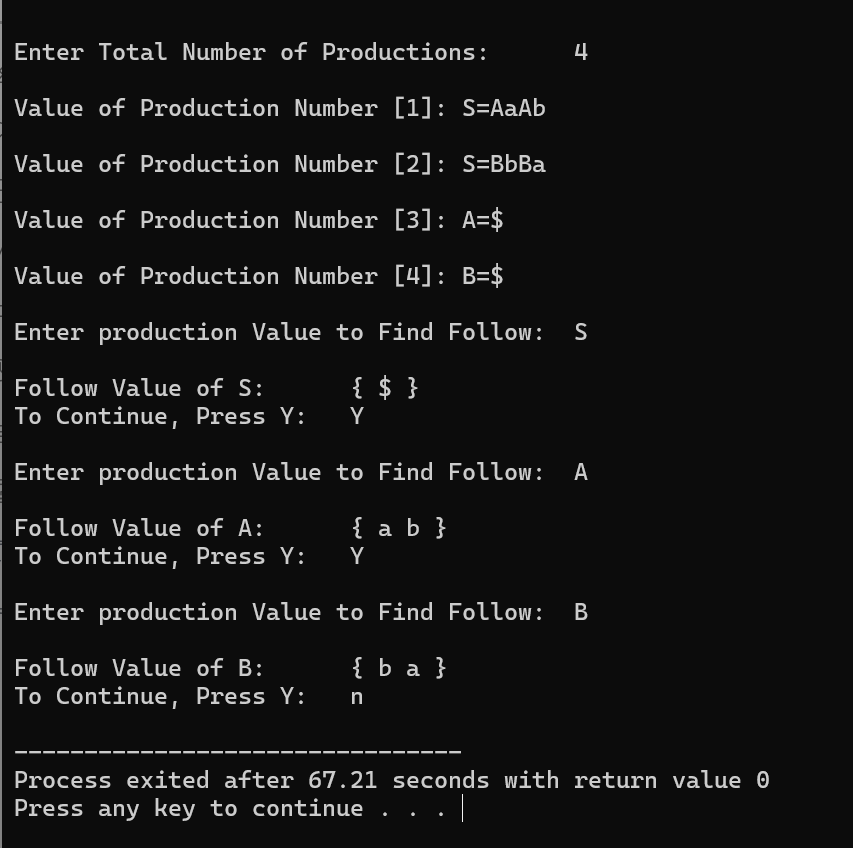 Enter Total Number of Productions:      4
Value of Production Number [1]: S=AaAb
Value of Production Number [2]: S=BbBa
Value of Production Number [3]: A=$
Value of Production Number [4]: B=$
Enter production Value to Find Follow:  S
Follow Value of S:      { $ }
To Continue, Press Y:   Y
Enter production Value to Find Follow:  A
Follow Value of A:      { a b }
To Continue, Press Y:   Y
Enter production Value to Find Follow:  B
Follow Value of B:      { b a }
To Continue, Press Y:   n
--------------------------------
Process exited after 67.21 seconds with return value 0
Press any key to continue . . .